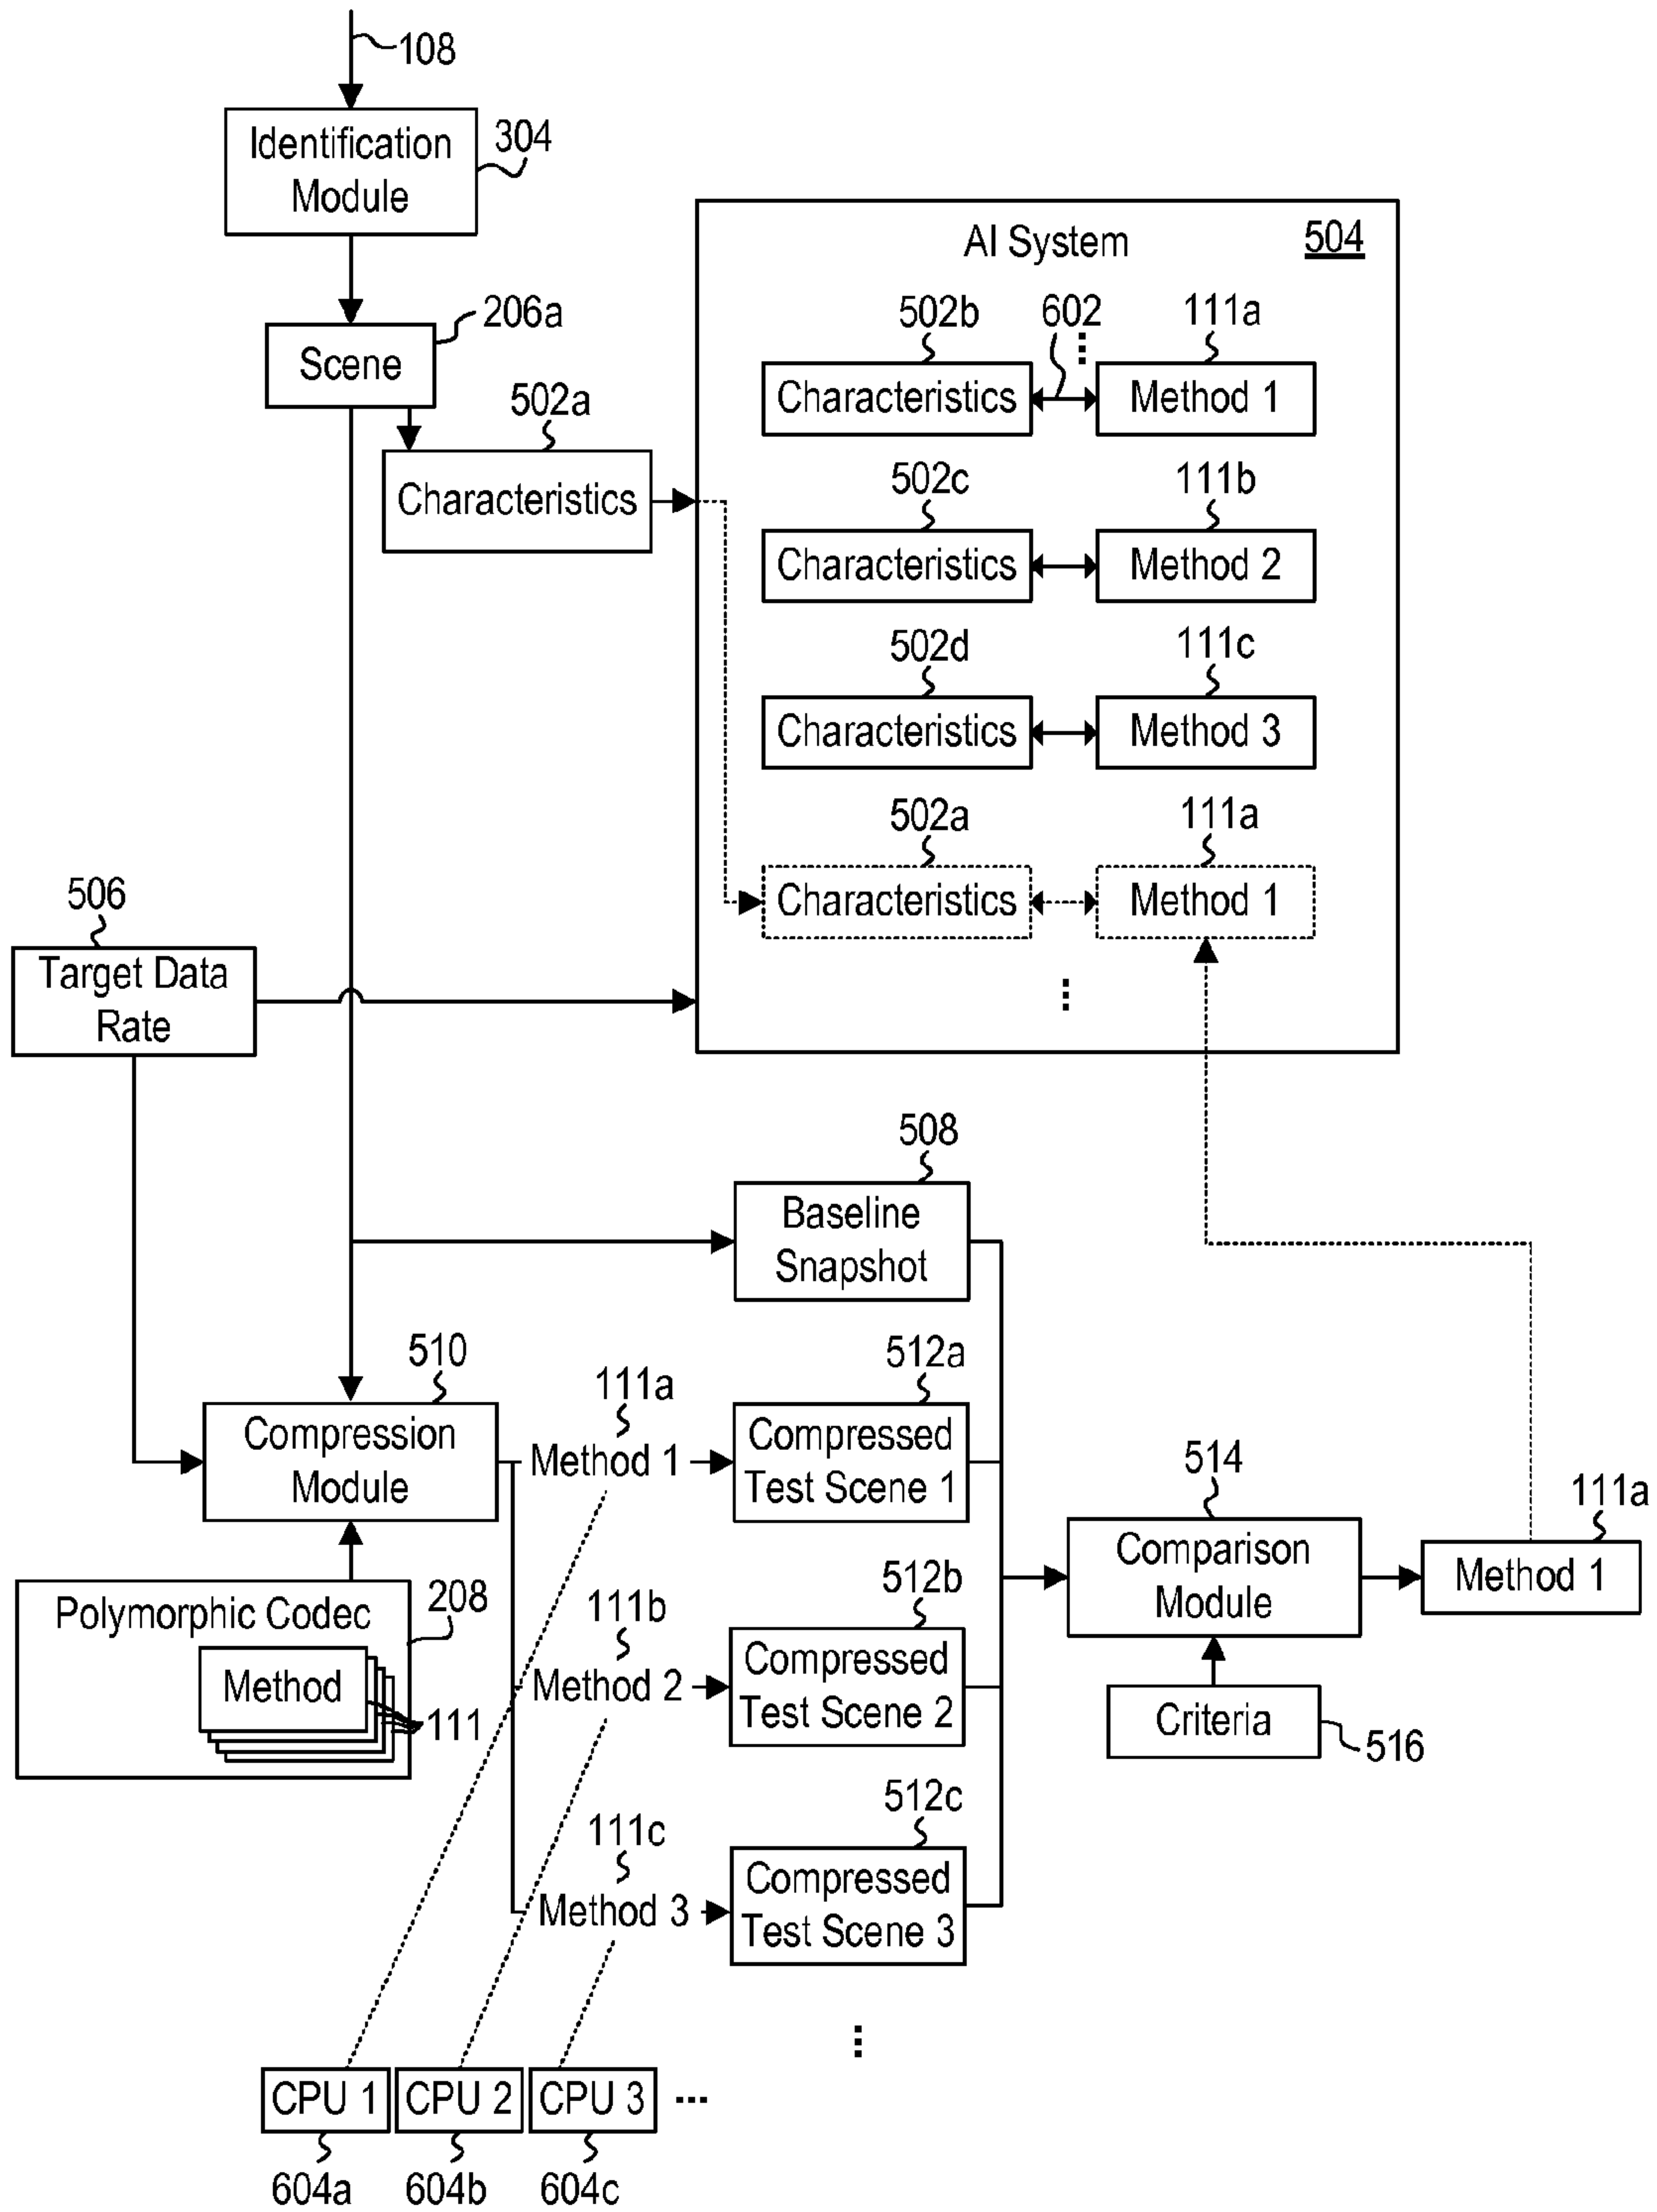 108
Identification
Module
304
AI System
504
Scene
206a
502b
602
111a
Characteristics
Method 1
502a
Characteristics
502c
111b
Characteristics
Method 2
502d
111c
Characteristics
Method 3
502a
111a
Characteristics
Method 1
506
Target Data
Rate
508
Baseline
Snapshot
510
Compression
Module
111a
Method 1
512a
Compressed
Test Scene 1
514
Comparison
Module
111a
Method 1
Polymorphic Codec
208
Method
111
111b
Method 2
512b
Compressed
Test Scene 2
Criteria
516
111c
Method 3
512c
Compressed
Test Scene 3
CPU 1
CPU 2
CPU 3
...
604a
604b
604c